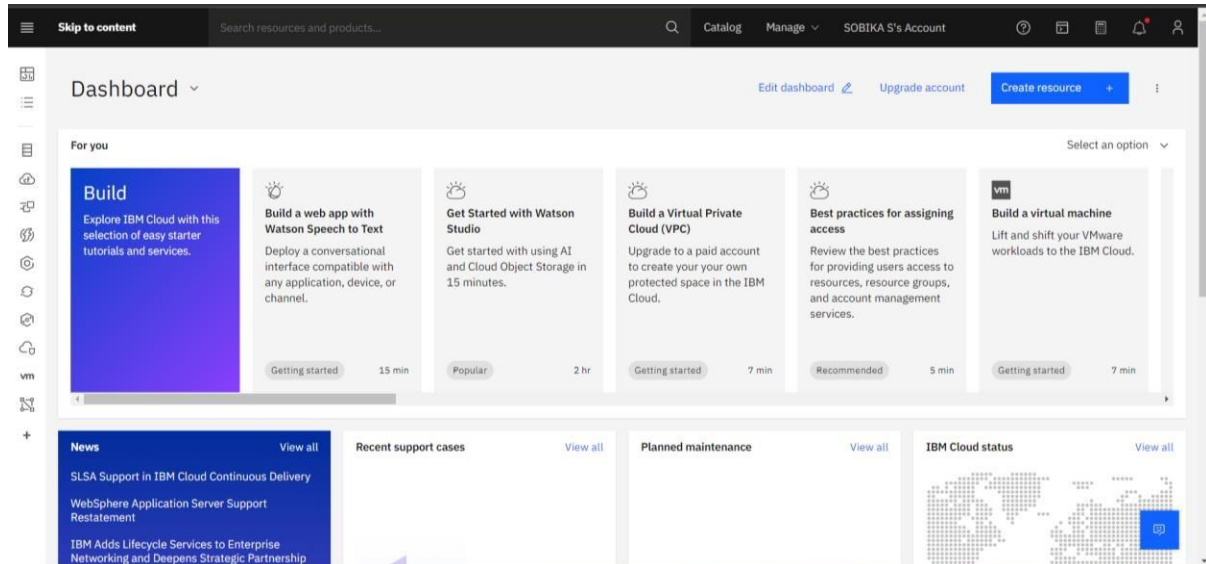 Skip to content
Search resources and products...
Catalog
Manage
SOBIKA S's Account
Dashboard
Edit dashboard
Upgrade account
Create resource +
For you
Select an option
Build
Explore IBM Cloud with this
selection of easy starter
tutorials and services.
Build a web app with
Watson Speech to Text
Deploy a conversational
interface compatible with
any application, device, or
channel.
Getting started
15 min
Get Started with Watson
Studio
Get started with using AI
and Cloud Object Storage in
15 minutes.
Popular
2 hr
Build a Virtual Private
Cloud (VPC)
Upgrade to a paid account
to create your your own
protected space in the IBM
Cloud.
Getting started
7 min
Best practices for assigning
access
Review the best practices
for providing users access to
resources, resource groups,
and account management
services.
Recommended
5 min
vm
Build a virtual machine
Lift and shift your VMware
workloads to the IBM Cloud.
Getting started
7 min
vm
News
View all
SLSA Support in IBM Cloud Continuous Delivery
WebSphere Application Server Support
Restatement
IBM Adds Lifecycle Services to Enterprise
Networking and Deepens Strategic Partnership
Recent support cases
View all
Planned maintenance
View all
IBM Cloud status
View all